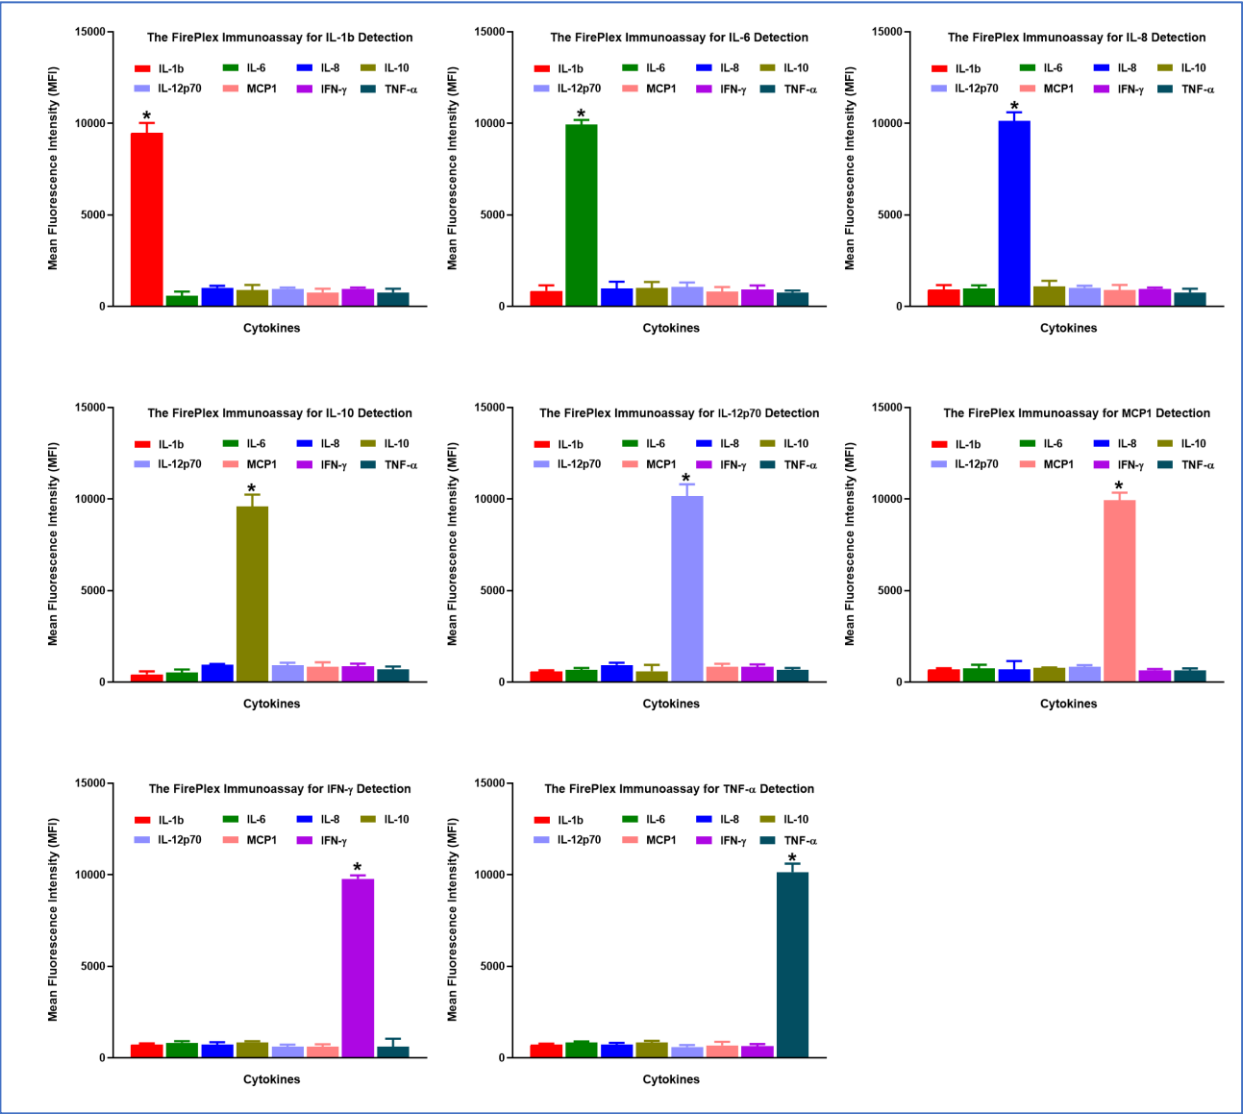 The FirePlex Immunoassay for IL-1b Detection
IL-1b IL-6 IL-8 IL-10
IL-12p70 MCP1 IFN-γ TNF-α
*
15000
10000
5000
0
Mean Fluorescence Intensity (MFI)
Cytokines
The FirePlex Immunoassay for IL-6 Detection
IL-1b IL-6 IL-8 IL-10
IL-12p70 MCP1 IFN-γ TNF-α
*
15000
10000
5000
0
Mean Fluorescence Intensity (MFI)
Cytokines
The FirePlex Immunoassay for IL-8 Detection
IL-1b IL-6 IL-8 IL-10
IL-12p70 MCP1 IFN-γ TNF-α
*
15000
10000
5000
0
Mean Fluorescence Intensity (MFI)
Cytokines
The FirePlex Immunoassay for IL-10 Detection
IL-1b IL-6 IL-8 IL-10
IL-12p70 MCP1 IFN-γ TNF-α
*
15000
10000
5000
0
Mean Fluorescence Intensity (MFI)
Cytokines
The FirePlex Immunoassay for IL-12p70 Detection
IL-1b IL-6 IL-8 IL-10
IL-12p70 MCP1 IFN-γ TNF-α
*
15000
10000
5000
0
Mean Fluorescence Intensity (MFI)
Cytokines
The FirePlex Immunoassay for MCP1 Detection
IL-1b IL-6 IL-8 IL-10
IL-12p70 MCP1 IFN-γ TNF-α
*
15000
10000
5000
0
Mean Fluorescence Intensity (MFI)
Cytokines
The FirePlex Immunoassay for IFN-γ Detection
IL-1b IL-6 IL-8 IL-10
IL-12p70 MCP1 IFN-γ
*
15000
10000
5000
0
Mean Fluorescence Intensity (MFI)
Cytokines
The FirePlex Immunoassay for TNF-α Detection
IL-1b IL-6 IL-8 IL-10
IL-12p70 MCP1 IFN-γ TNF-α
*
15000
10000
5000
0
Mean Fluorescence Intensity (MFI)
Cytokines